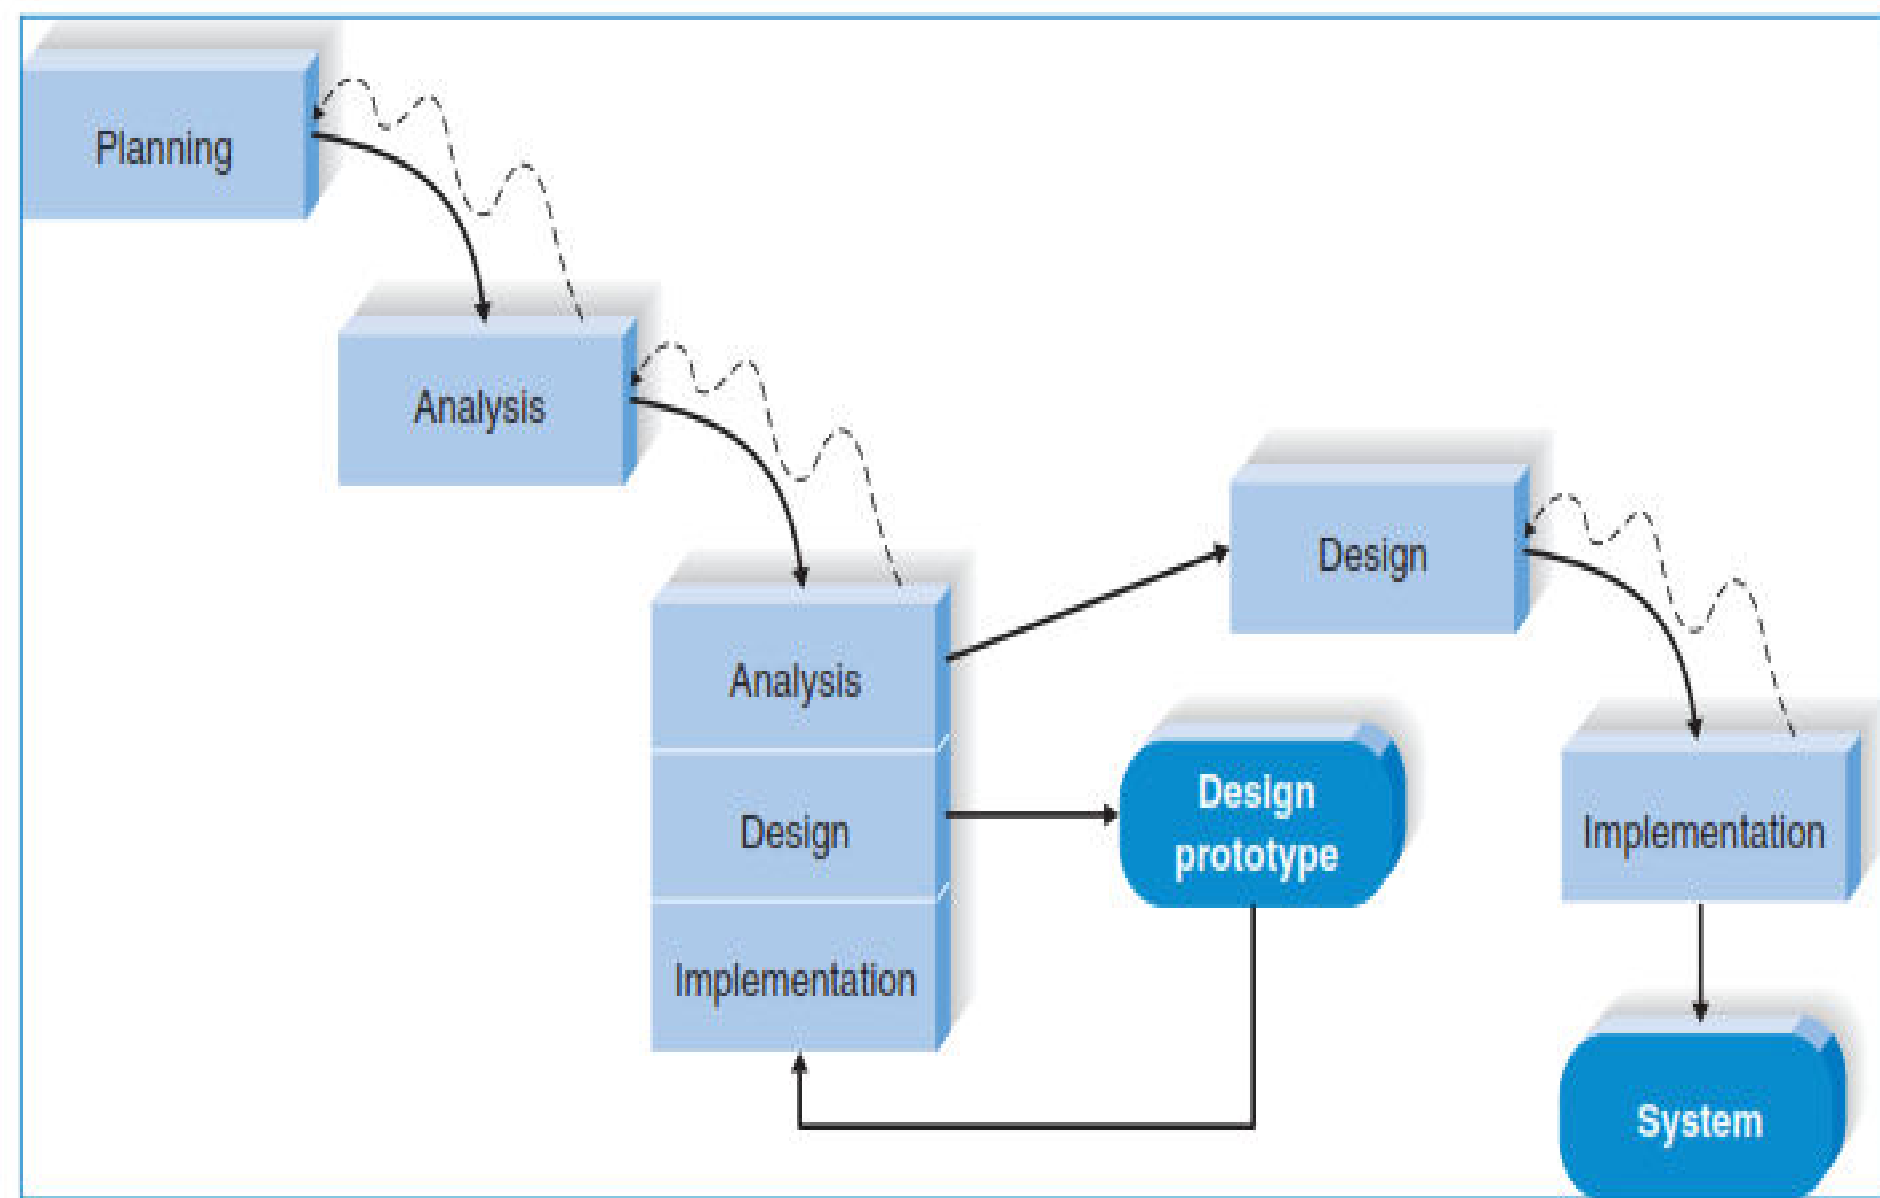 Planning
Analysis
Analysis
Design
Implementation
Design
prototype
Design
Implementation
System